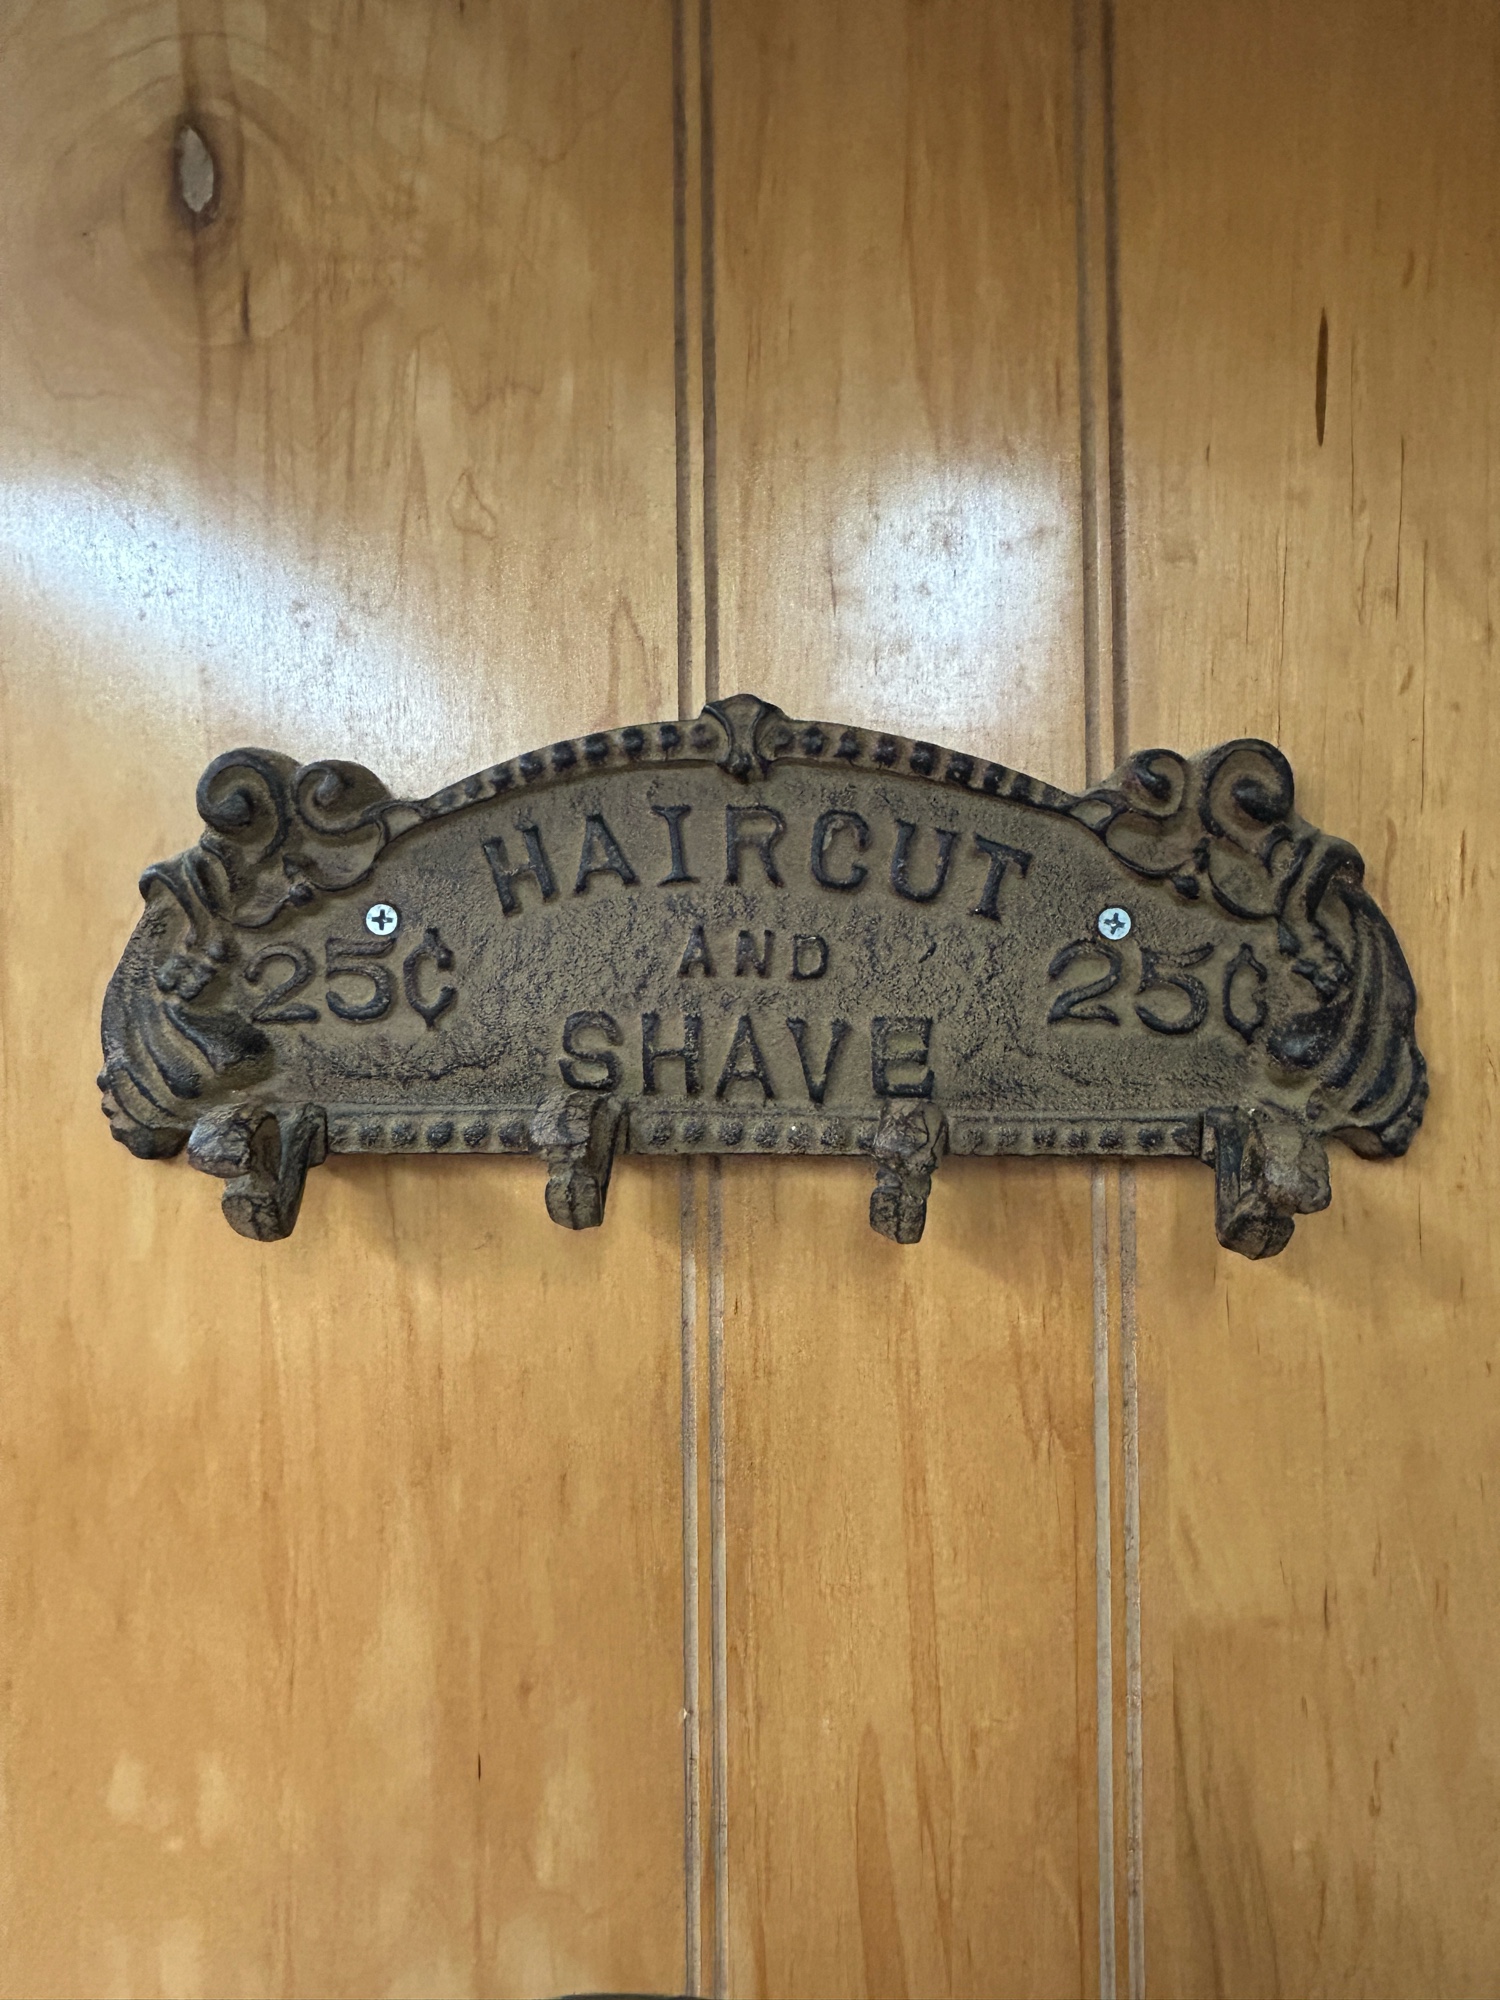 HAIRCUT
AND
25¢ 25¢
SHAVE